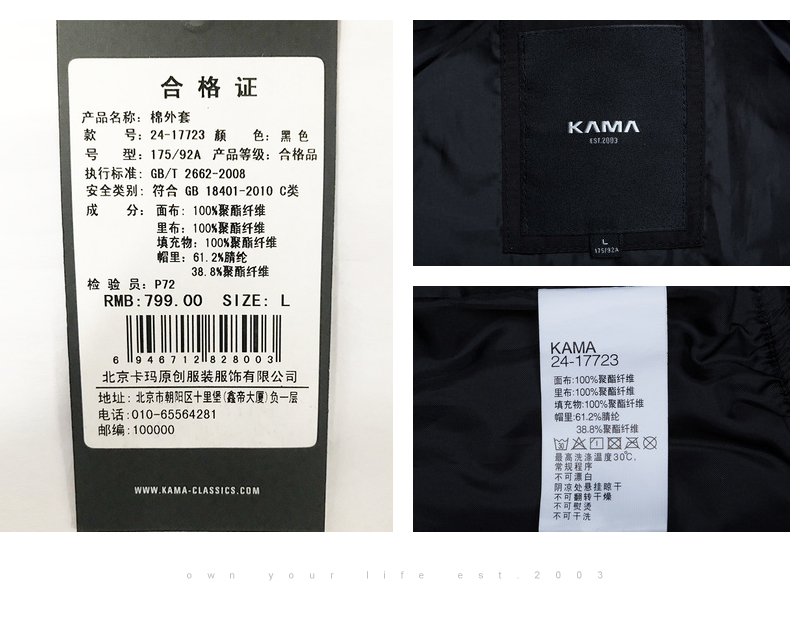 合格证
产品名称: 棉外套
款 号: 24-17723 颜 色: 黑色
号 型: 175/92A 产品等级: 合格品
执行标准: GB/T 2662-2008
安全类别: 符合 GB 18401-2010 C类
成 分: 面布: 100%聚酯纤维
里布: 100%聚酯纤维
填充物: 100%聚酯纤维
帽里: 61.2%腈纶
38.8%聚酯纤维
检 验 员: P72
RMB:799.00 SIZE: L
6 946712 828003
北京卡玛原创服装服饰有限公司
地址: 北京市朝阳区十里堡(鑫帝大厦)负一层
电话:010-65564281
邮编:100000
WWW.KAMA-CLASSICS.COM
KAMA
EST.2003
L
175/92A
KAMA
24-17723
面布:100%聚酯纤维
里布:100%聚酯纤维
填充物:100%聚酯纤维
帽里:61.2%腈纶
38.8%聚酯纤维
最高洗涤温度30℃,
常规程序
不可漂白
阴凉处悬挂晾干
不可翻转干燥
不可熨烫
不可干洗
own your life est.2003